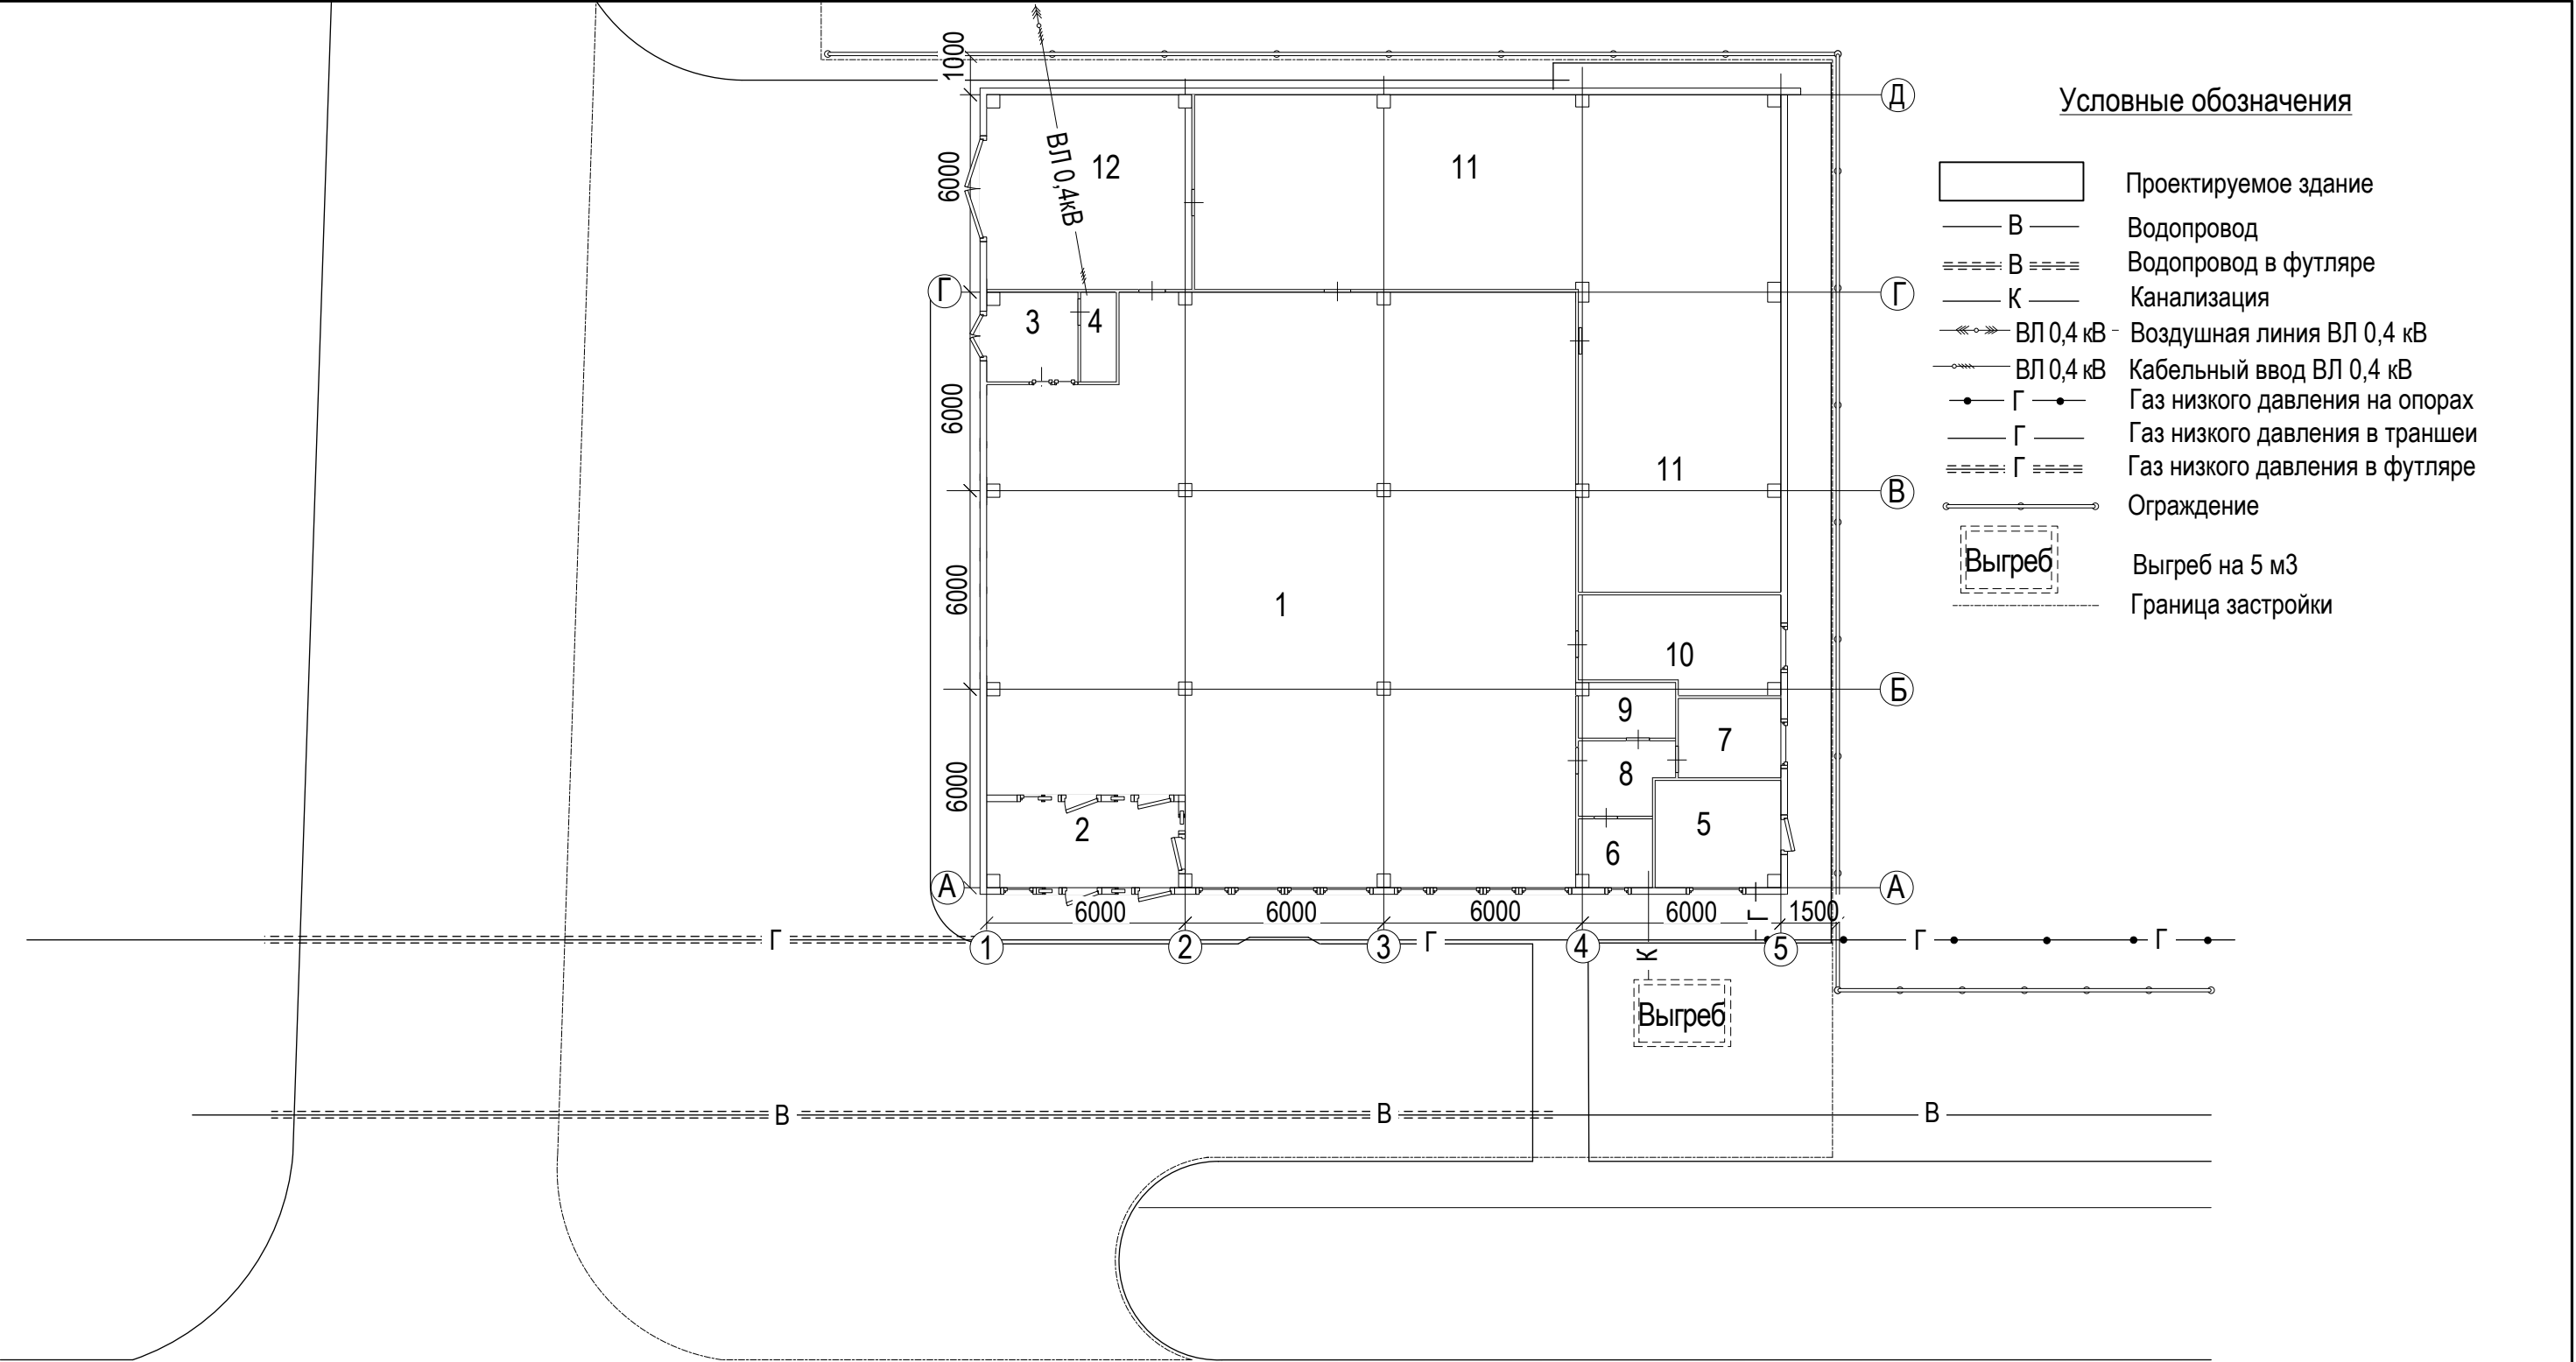 1000
Д
Условные обозначения
6000
ВЛ 0,4кВ
12
11
Проектируемое здание
В
Водопровод
В
Водопровод в футляре
Г
Г
К
Канализация
3
4
ВЛ 0,4 кВ
Воздушная линия ВЛ 0,4 кВ
ВЛ 0,4 кВ
Кабельный ввод ВЛ 0,4 кВ
6000
Г
Газ низкого давления на опорах
Г
Газ низкого давления в траншеи
11
Г
Газ низкого давления в футляре
В
Ограждение
Выгреб
Выгреб на 5 м3
6000
1
Граница застройки
10
Б
9
7
6000
8
2
5
6
А
А
6000
6000
6000
6000
Г
1500
Г
1
2
3
Г
4
К
5
Г
Г
Выгреб
В
В
В